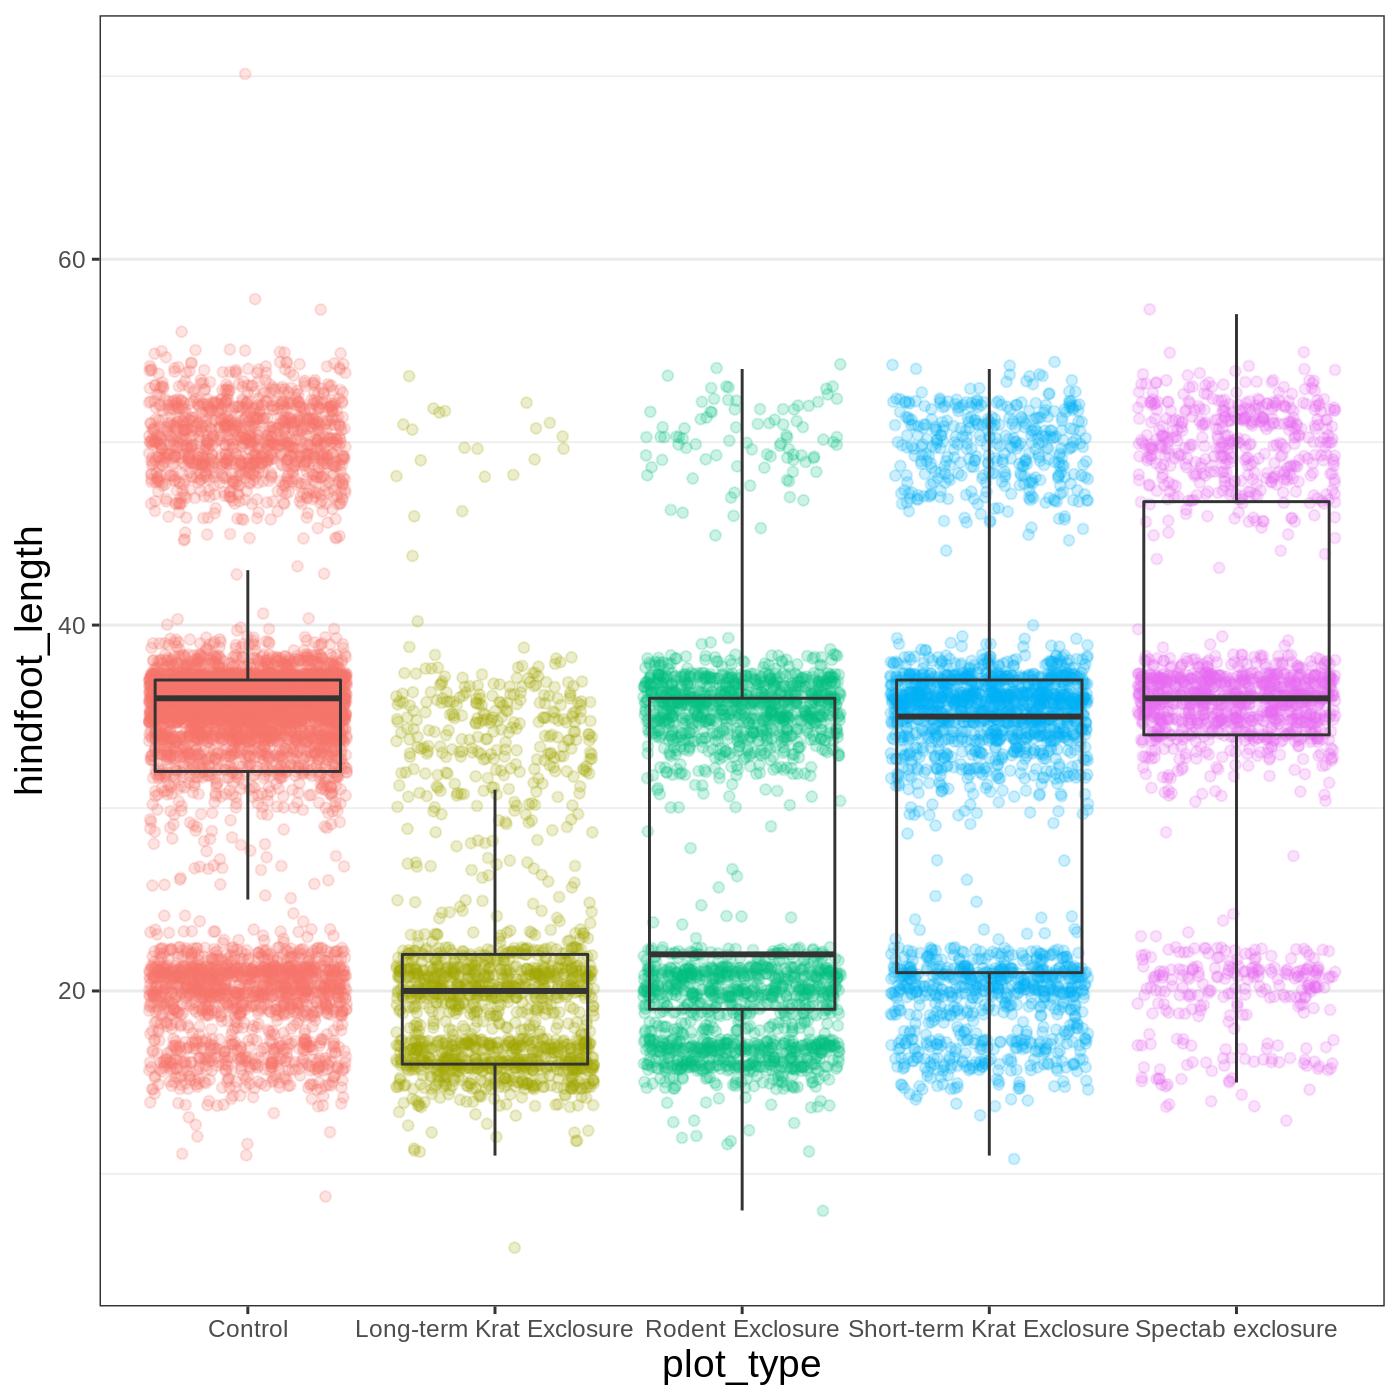 hindfoot_length
60
40
20
Control
Long-term Krat Exclosure
Rodent Exclosure
Short-term Krat Exclosure
Spectab exclosure
plot_type